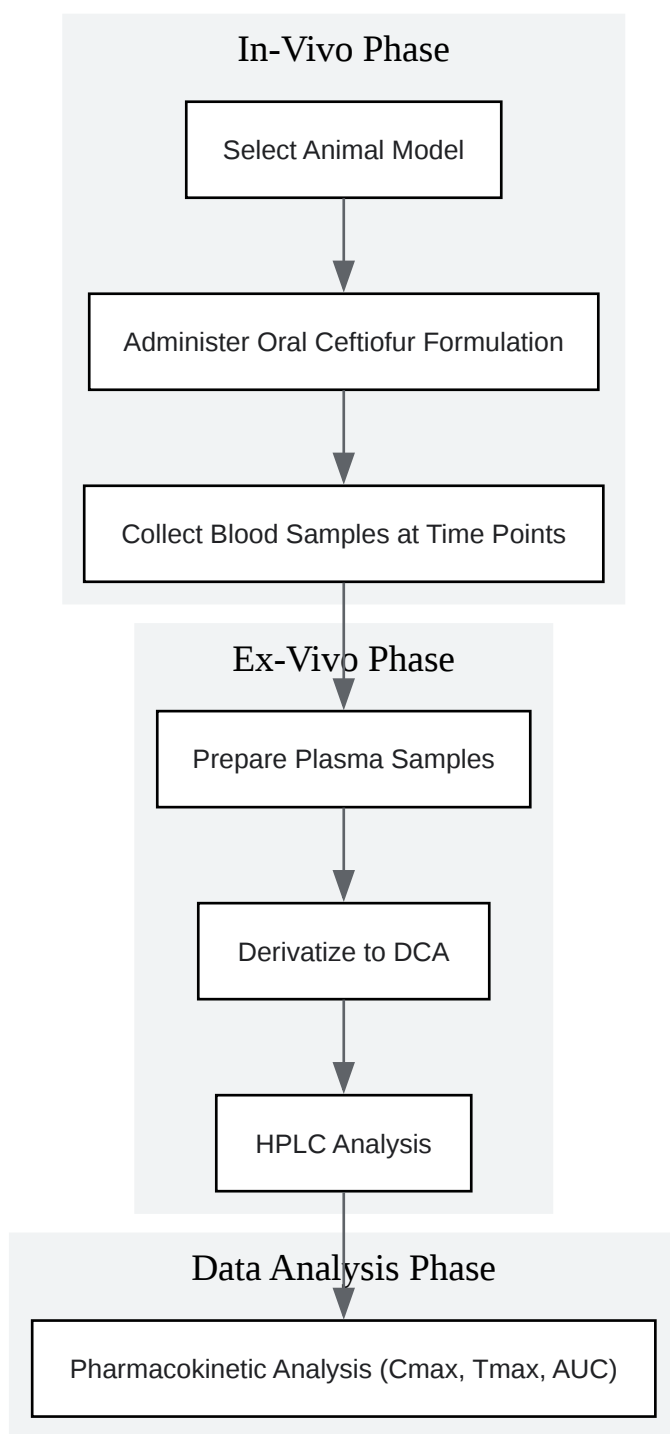 In-Vivo Phase
Select Animal Model
Administer Oral Ceftiofur Formulation
Collect Blood Samples at Time Points
Ex-Vivo Phase
Prepare Plasma Samples
Derivatize to DCA
HPLC Analysis
Data Analysis Phase
Pharmacokinetic Analysis (Cmax, Tmax, AUC)